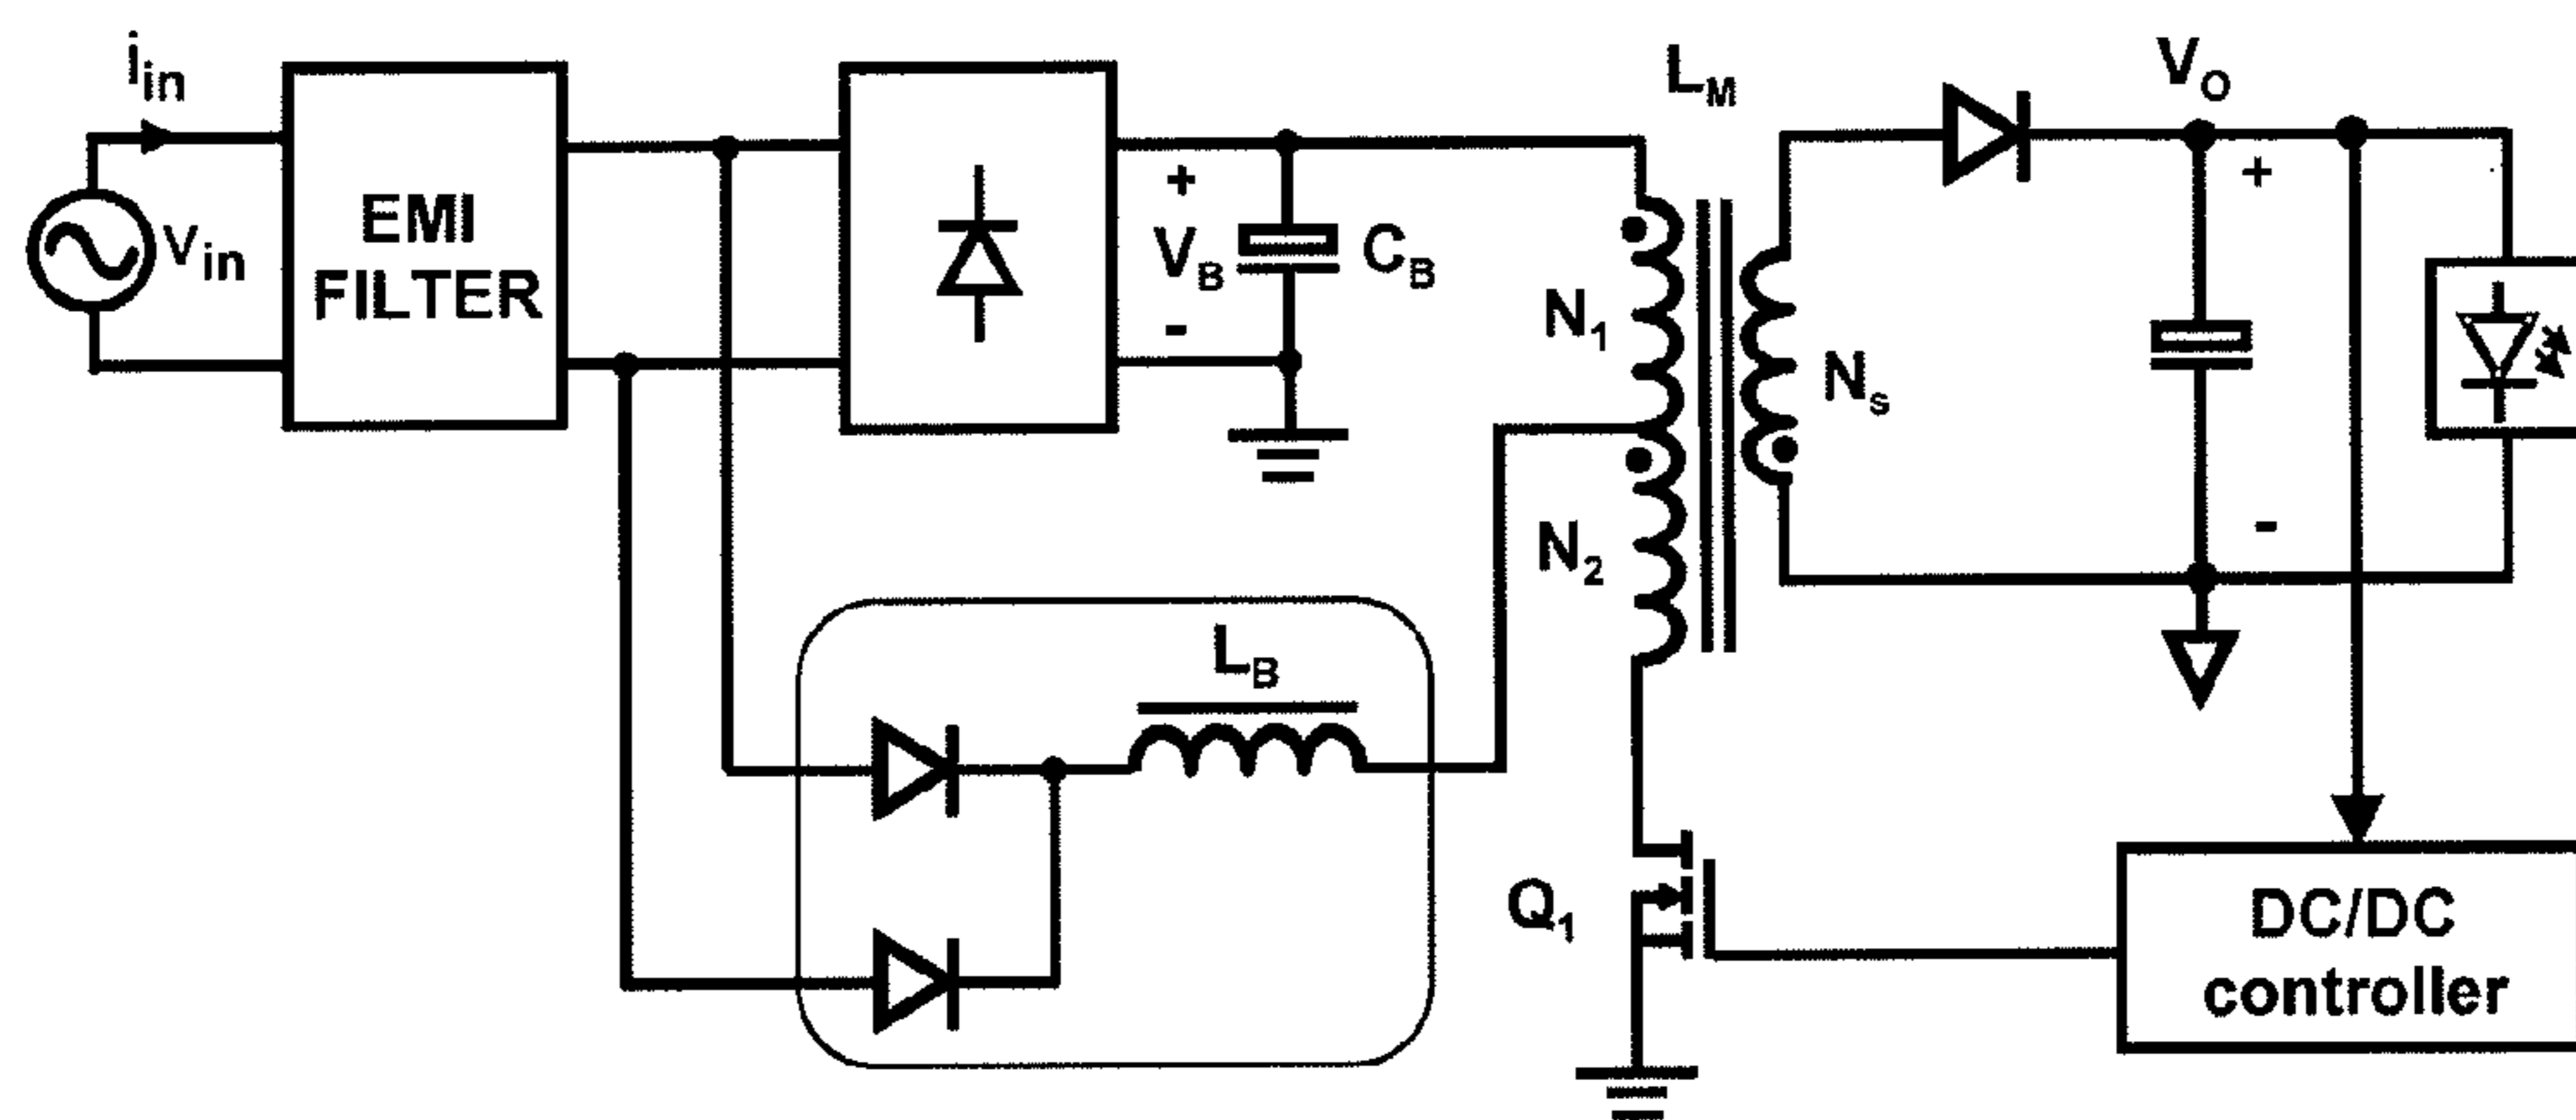 i_in
V_in
EMI
FILTER
+
V_B
-
C_B
L_M
N_1
N_2
N_s
V_O
+
-
L_B
Q_1
DC/DC
controller